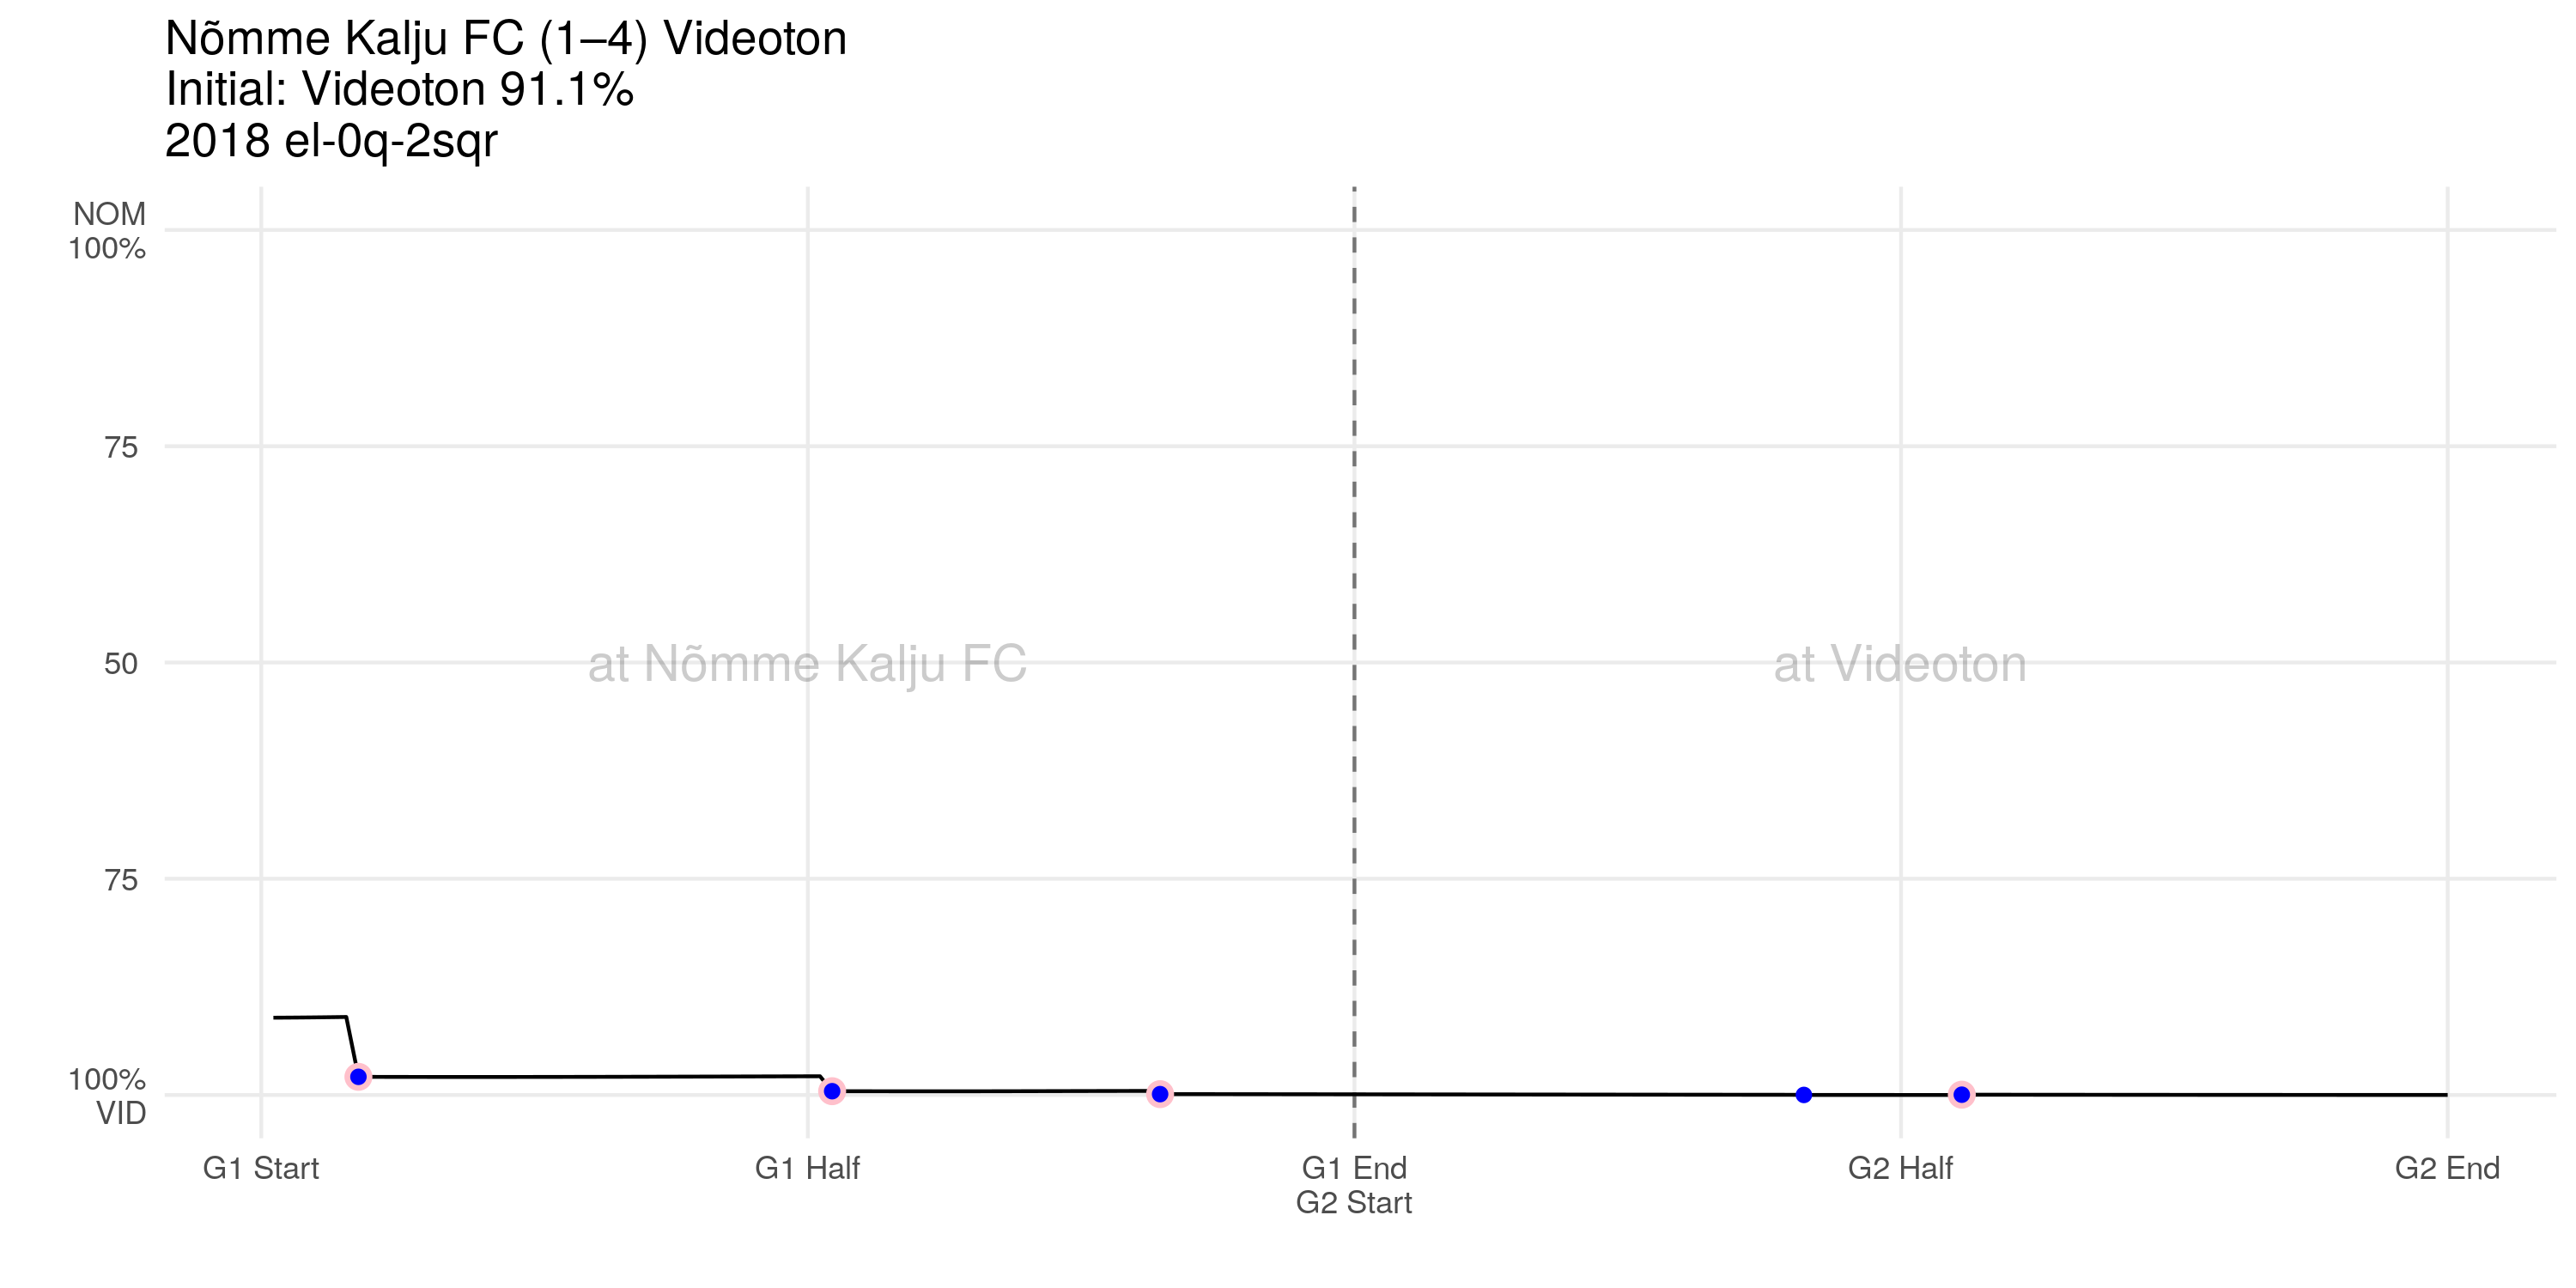 Nõmme Kalju FC (1–4) Videoton
Initial: Videoton 91.1%
2018 el-0q-2sqr
NOM
100%
75
50
75
100%
VID
at Nõmme Kalju FC
at Videoton
G1 Start
G1 Half
G1 End
G2 Start
G2 Half
G2 End